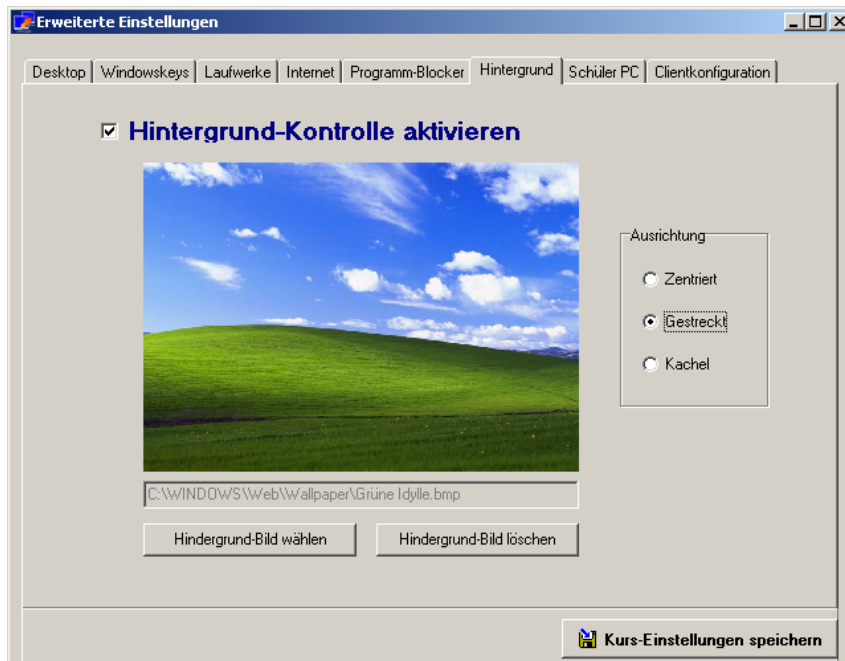 Erweiterte Einstellungen
Desktop Windowskeys Laufwerke Internet Programm-Blocker Hintergrund Schüler PC Clientkonfiguration
Hintergrund-Kontrolle aktivieren
Ausrichtung
Zentriert
Gestreckt
Kachel
C:\WINDOWS\Web\Wallpaper\Grüne Idylle.bmp
Hindergrund-Bild wählen Hindergrund-Bild löschen
Kurs-Einstellungen speichern